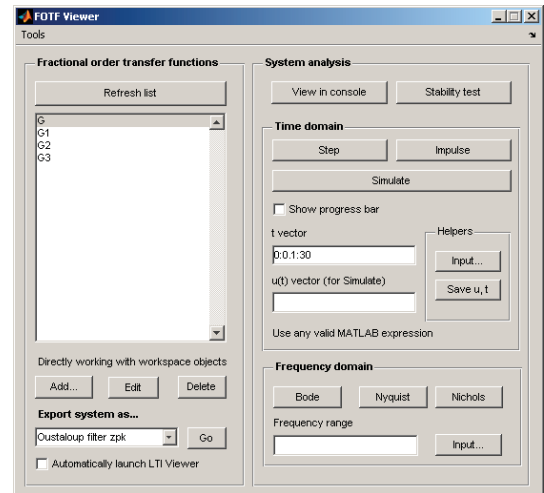 FOTF Viewer
Tools
Fractional order transfer functions
Refresh list
G
G1
G2
G3
Directly working with workspace objects
Add... Edit Delete
Export system as...
Oustaloup filter zpk Go
Automatically launch LTI Viewer
System analysis
View in console Stability test
Time domain
Step Impulse
Simulate
Show progress bar
t vector
0:0.1:30
u(t) vector (for Simulate)
Helpers
Input...
Save u, t
Use any valid MATLAB expression
Frequency domain
Bode Nyquist Nichols
Frequency range
Input...